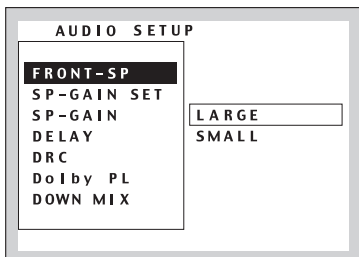 AUDIO SETUP
FRONT-SP
SP-GAIN SET
SP-GAIN
DELAY
DRC
Dolby PL
DOWN MIX
LARGE
SMALL